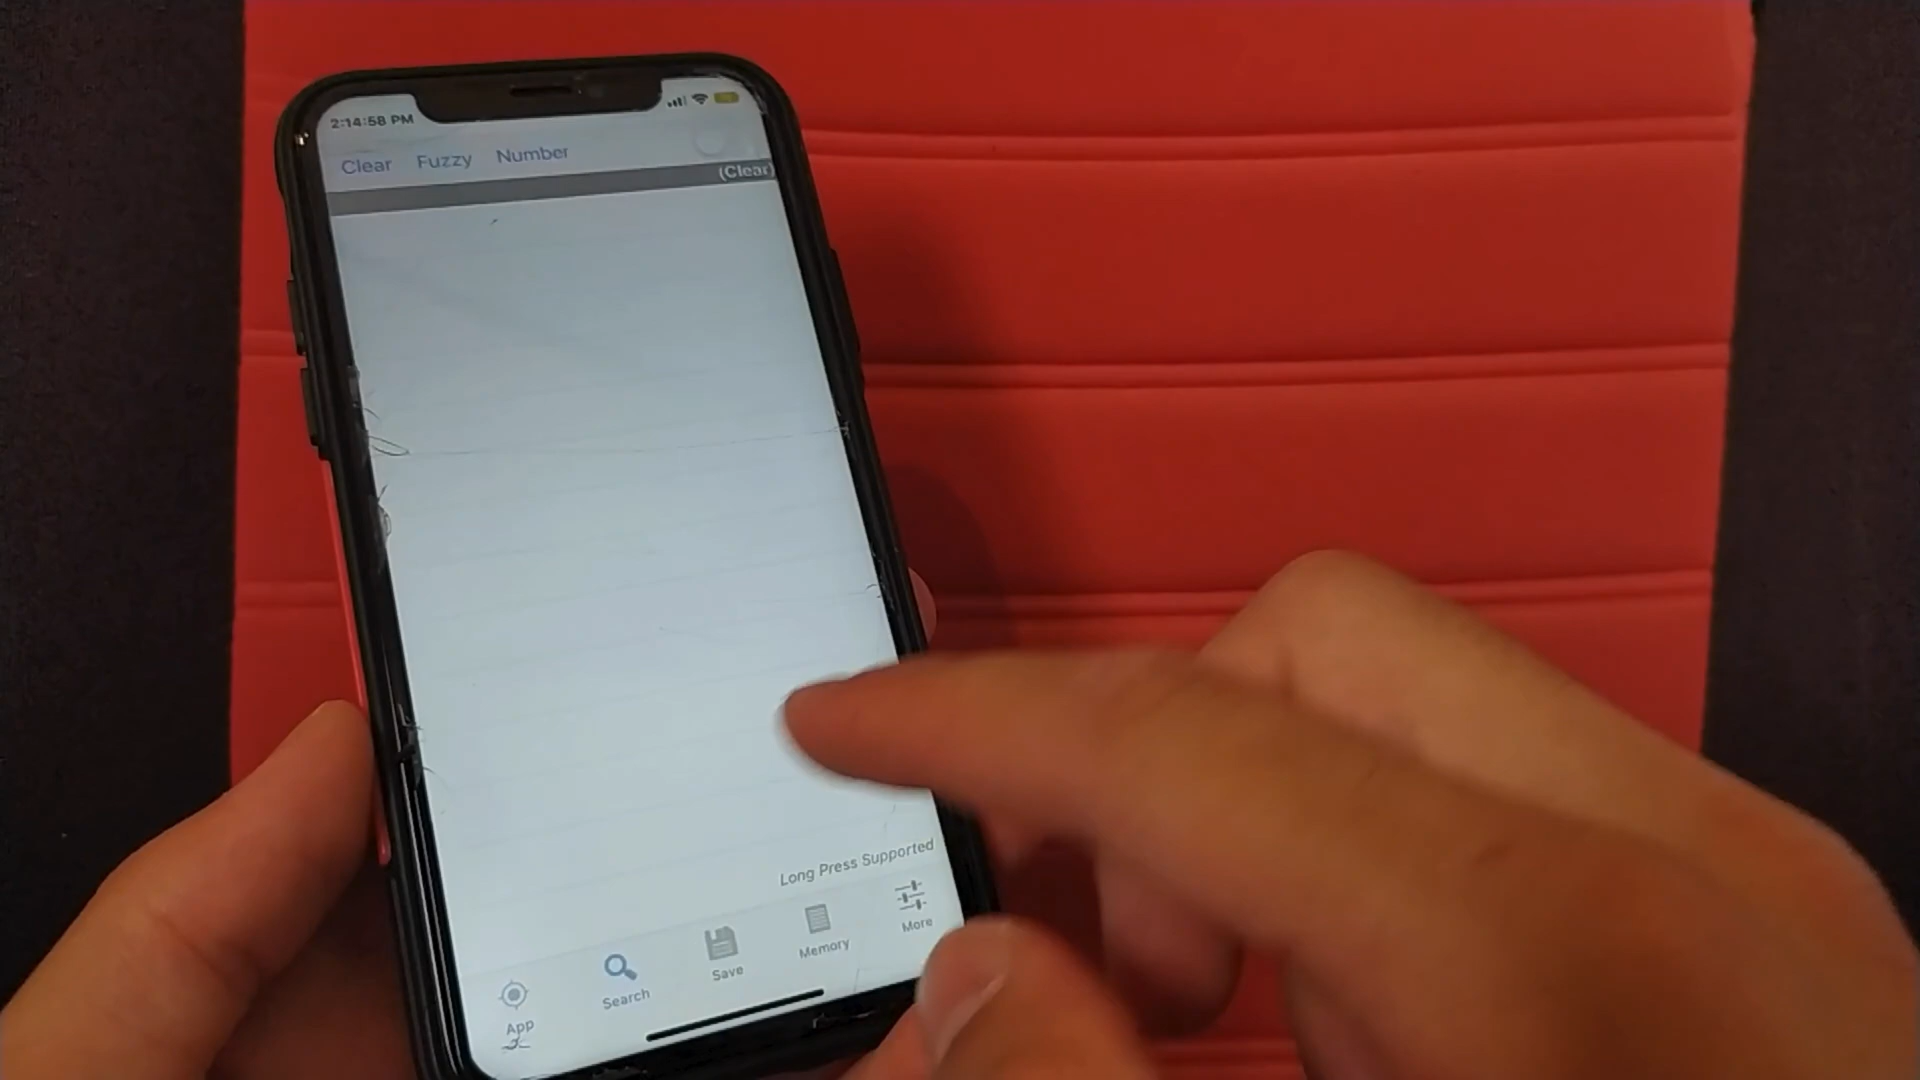 2:14:58 PM
Clear Fuzzy Number
(Clear)
Long Press Supported
App Search Save Memory More